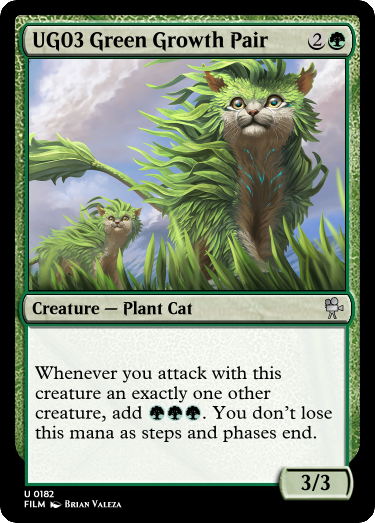 UG03 Green Growth Pair 2
Creature — Plant Cat
Whenever you attack with this
creature an exactly one other
creature, add . You don't lose
this mana as steps and phases end.
3/3
U 0182
FILM Brian Valeza